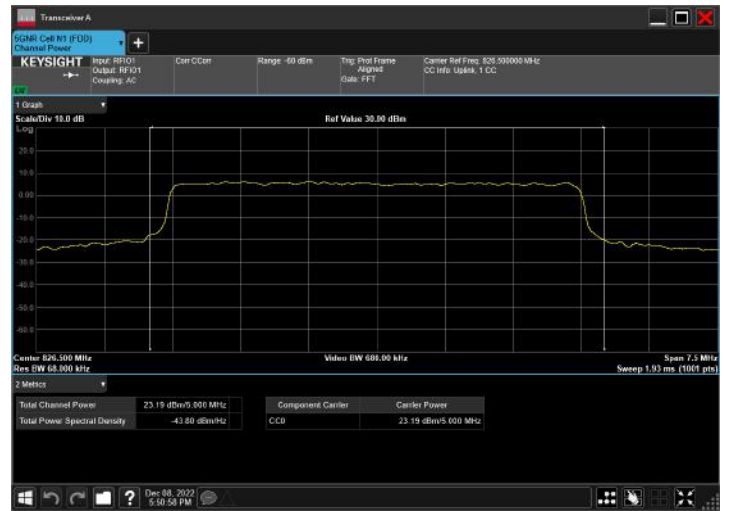 Transceiver A
5GNR Cell N1 (FDD)
Channel Power
KEYSIGHT
Input: RFIO1
Output: RFIO1
Coupling: AC
Corr CCorr
Range -60 dBm
Trig: Prot Frame
Aligned
Gate: FFT
Carrier Ref Freq: 826.500000 MHz
CC Info: Uplink, 1 CC
1 Graph
Scale/Div 10.0 dB
Ref Value 30.00 dBm
Log
20.0
10.0
0.00
-10.0
-20.0
-30.0
-40.0
-50.0
-60.0
Center 826.500 MHz
Video BW 680.00 kHz
Span 7.5 MHz
Res BW 68.000 kHz
Sweep 1.93 ms (1001 pts)
2 Metrics
Total Channel Power 23.19 dBm/5.000 MHz
Total Power Spectral Density -43.80 dBm/Hz
Component Carrier Carrier Power
CC0 23.19 dBm/5.000 MHz
Dec 08, 2022
5:50:58 PM